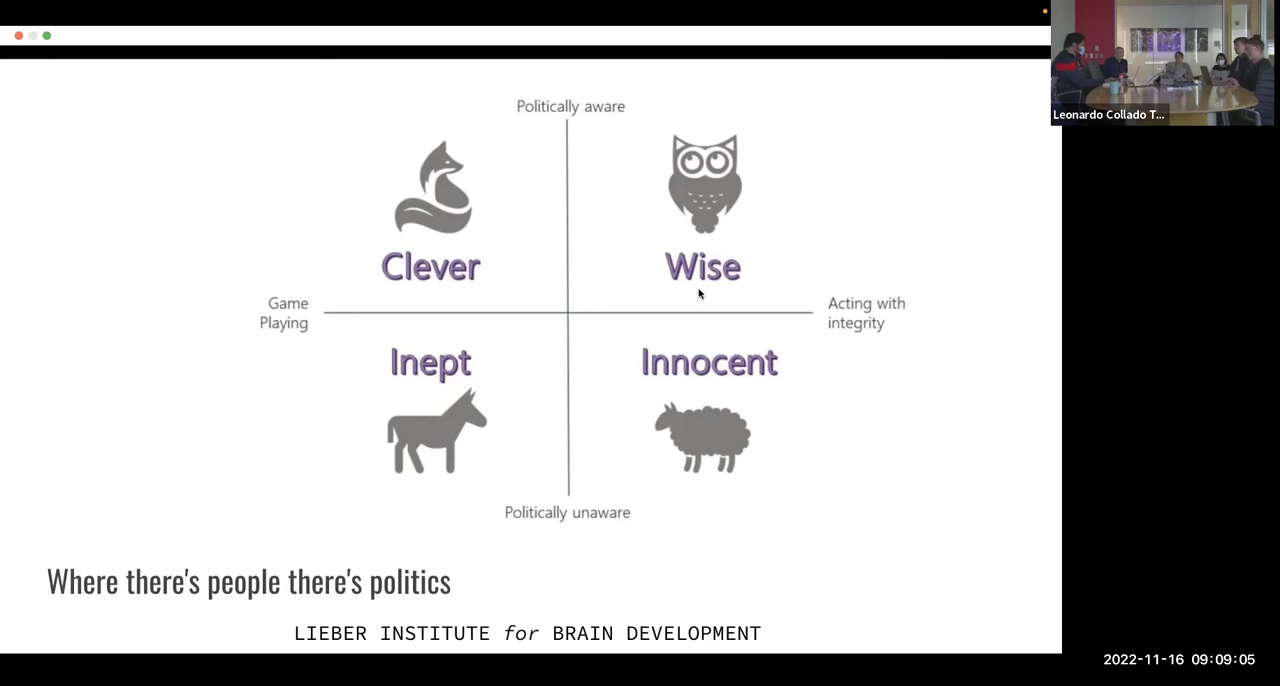 Politically aware
Leonardo Collado T...
Clever
Wise
Game
Playing
Acting with
integrity
Inept
Innocent
Politically unaware
Where there's people there's politics
LIEBER INSTITUTE for BRAIN DEVELOPMENT
2022-11-16 09:09:05